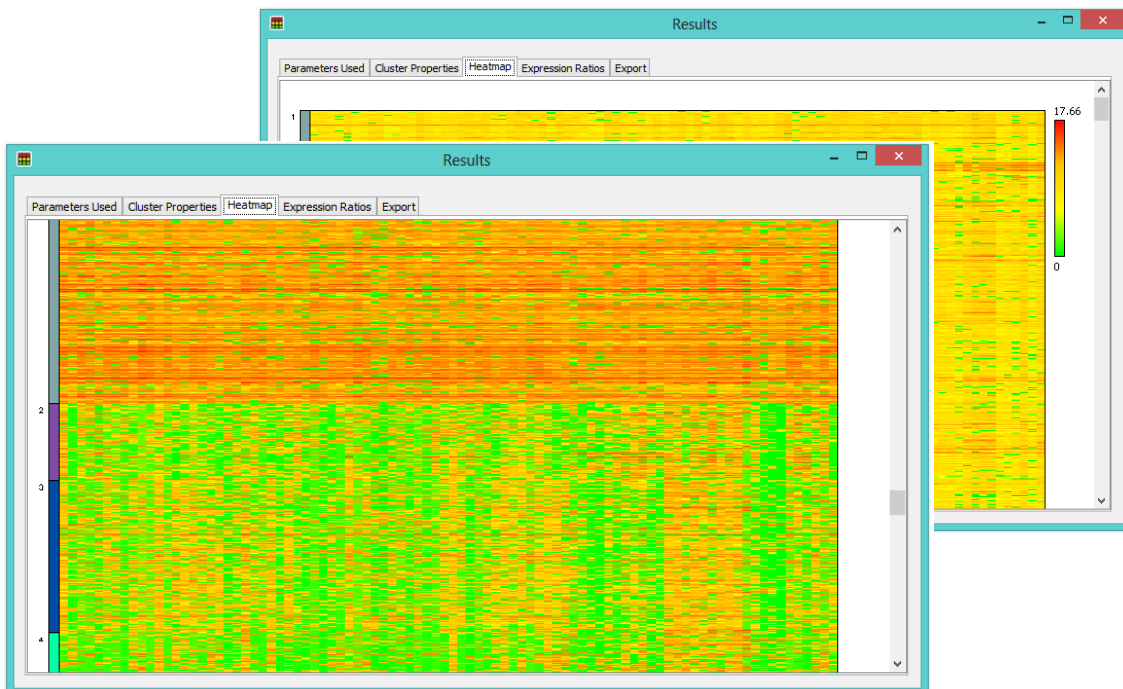 Results
Parameters Used Cluster Properties Heatmap Expression Ratios Export
1
17.66
0
Results
Parameters Used Cluster Properties Heatmap Expression Ratios Export
2
3
4